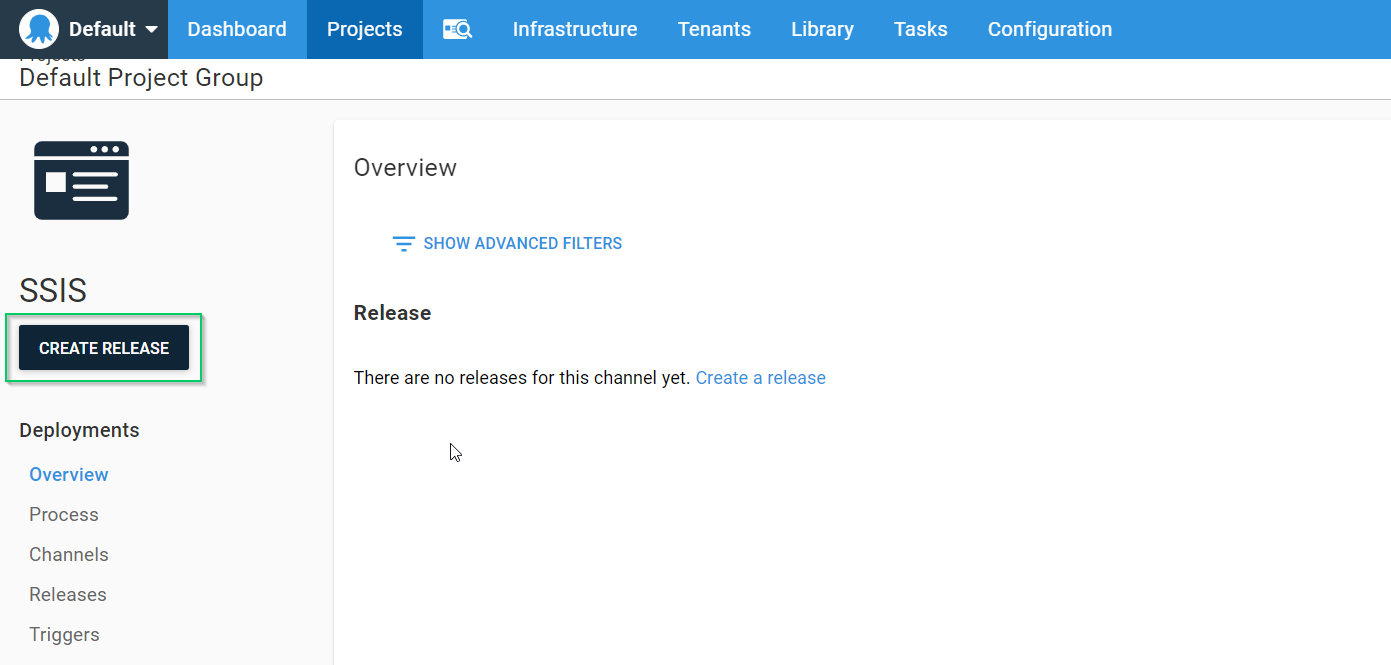 Default Dashboard Projects Infrastructure Tenants Library Tasks Configuration
Projects
Default Project Group
Overview
SHOW ADVANCED FILTERS
SSIS
Release
CREATE RELEASE
There are no releases for this channel yet. Create a release
Deployments
Overview
Process
Channels
Releases
Triggers